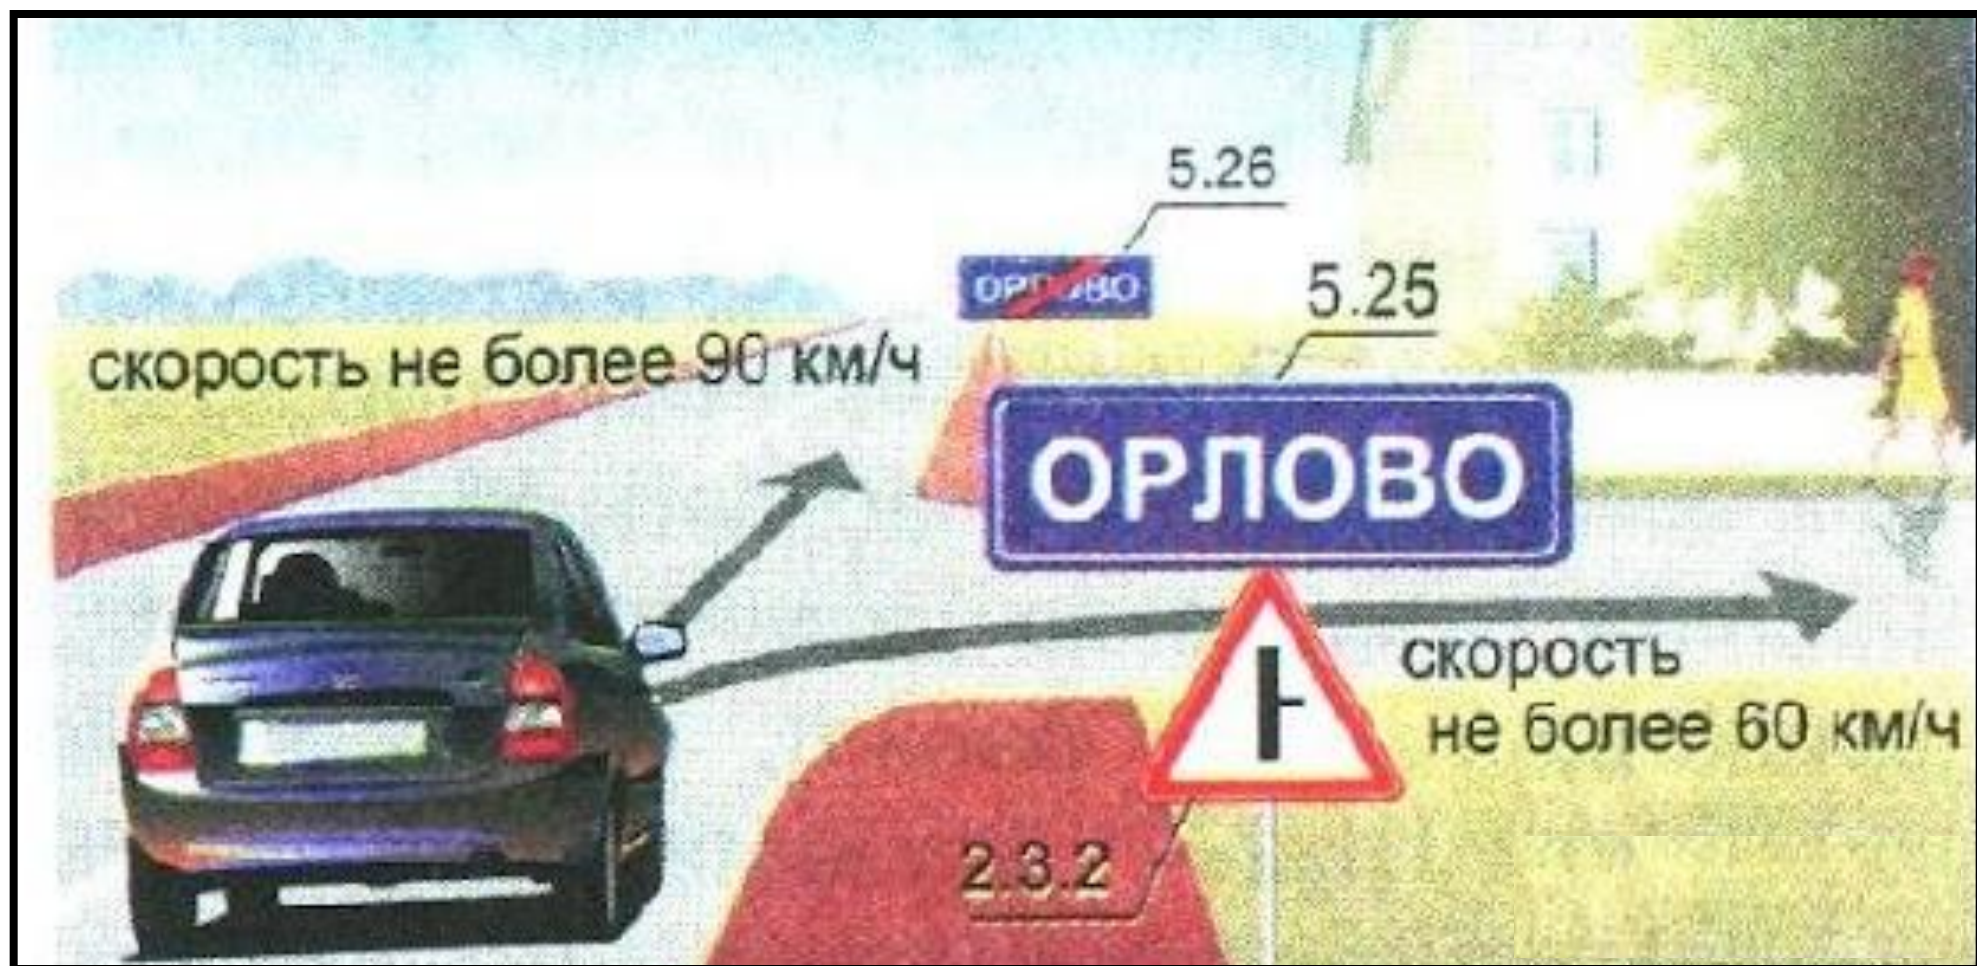 5.26
ОРЛОВО
5.25
скорость не более 90 км/ч
ОРЛОВО
скорость
не более 60 км/ч
2.3.2